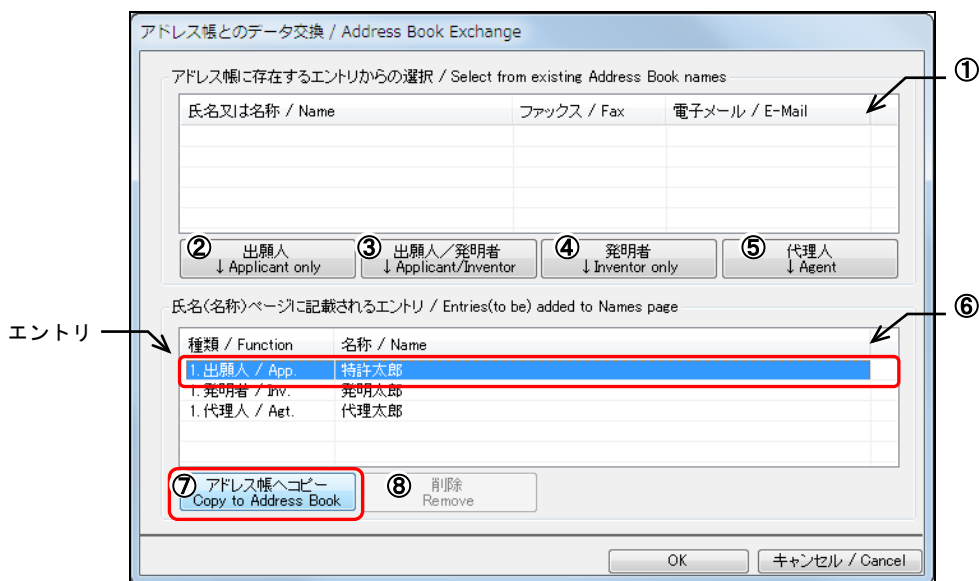 アドレス帳とのデータ交換 / Address Book Exchange
アドレス帳に存在するエントリからの選択 / Select from existing Address Book names
①
氏名又は名称 / Name ファックス / Fax 電子メール / E-Mail
② 出願人 ③ 出願人／発明者 ④ 発明者 ⑤ 代理人
↓Applicant only ↓Applicant/Inventor ↓Inventor only ↓Agent
氏名(名称)ページに記載されるエントリ / Entries(to be) added to Names page
⑥
エントリ
種類 / Function 名称 / Name
1.出願人 / App. 特許太郎
1.発明者 / Inv. 発明太郎
1.代理人 / Agt. 代理太郎
⑦ アドレス帳へコピー ⑧ 削除
Copy to Address Book Remove
OK キャンセル / Cancel